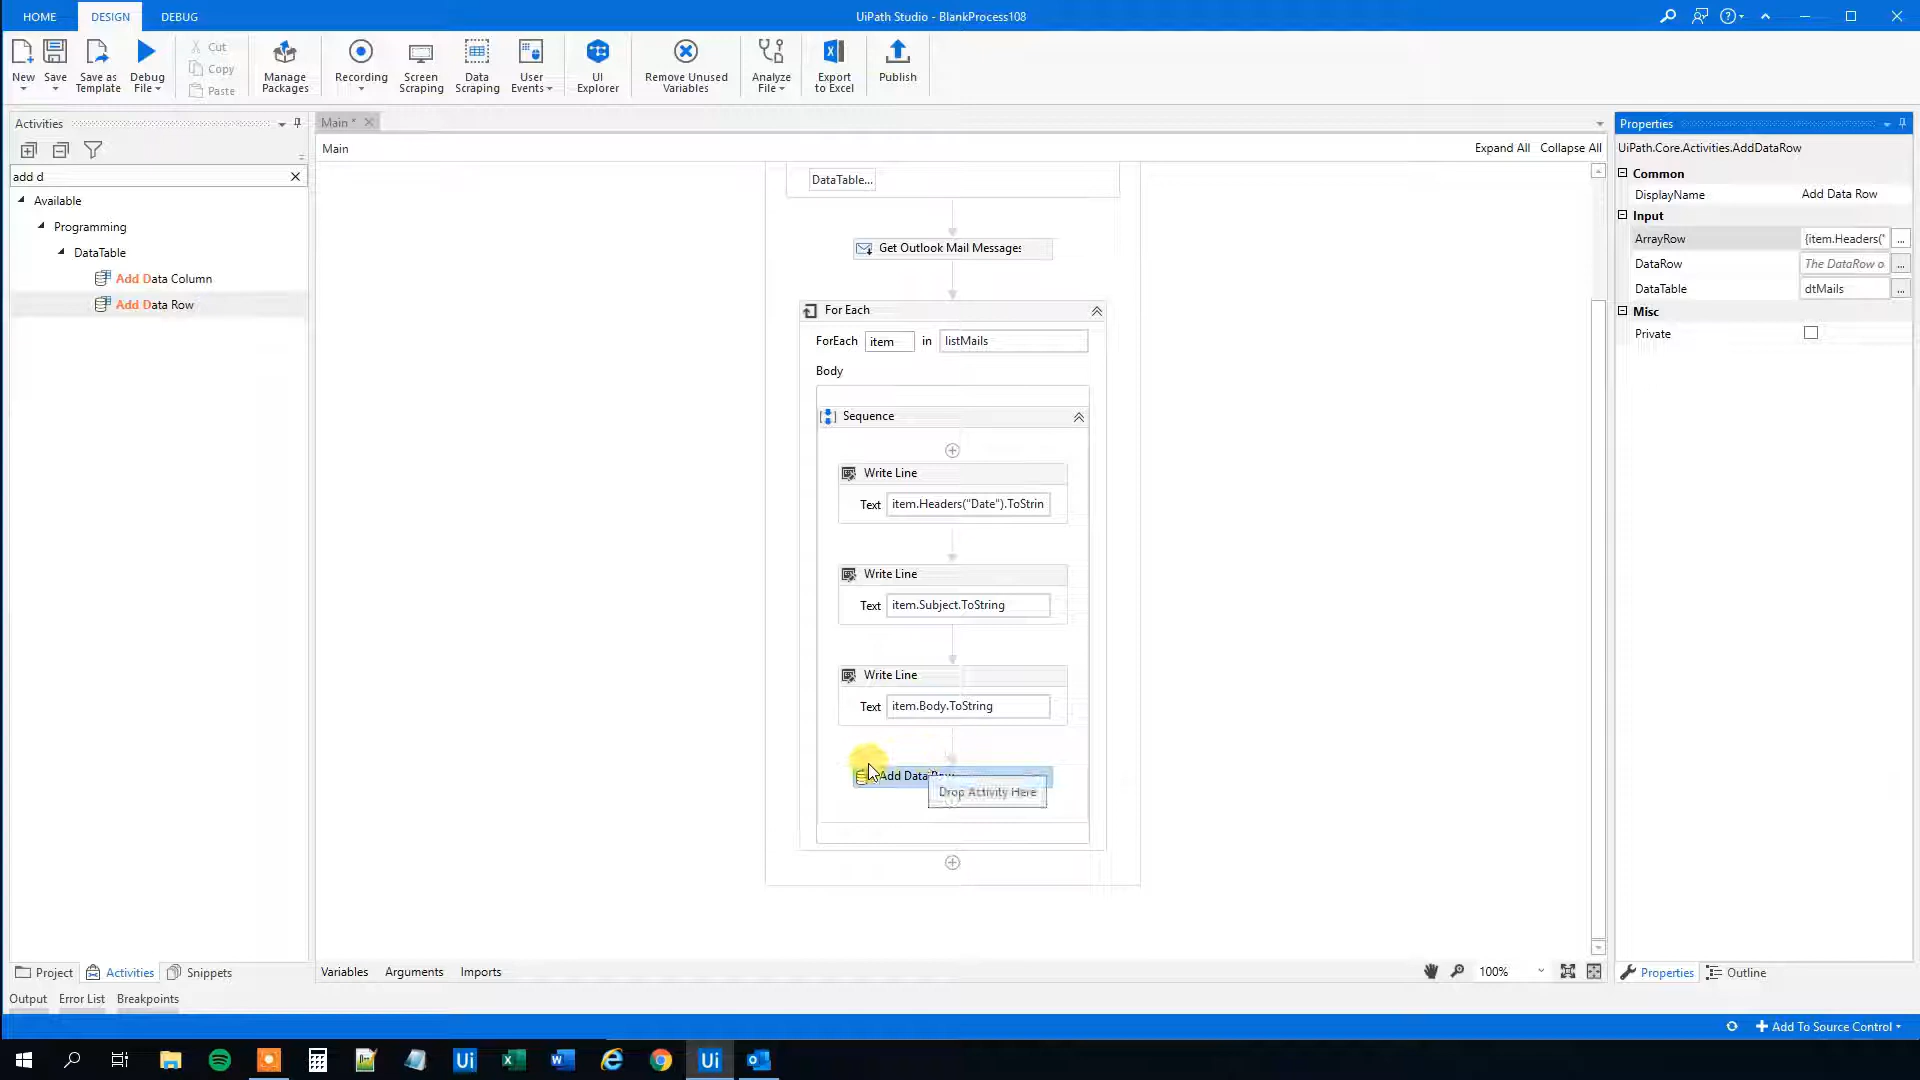 HOME DESIGN DEBUG UiPath Studio - BlankProcess108
New Save Save as Template Debug File Cut Copy Paste Manage Packages Recording Screen Scraping Data Scraping User Events UI Explorer Remove Unused Variables Analyze File Export to Excel Publish
Activities
add d
Available
Programming
DataTable
Add Data Column
Add Data Row
Main *
Main Expand All Collapse All
DataTable...
Get Outlook Mail Messages
For Each
ForEach item in listMails
Body
Sequence
Write Line
Text item.Headers("Date").ToStrin
Write Line
Text item.Subject.ToString
Write Line
Text item.Body.ToString
Add Data
Drop Activity Here
Properties
UiPath.Core.Activities.AddDataRow
Common
DisplayName Add Data Row
Input
ArrayRow {item.Headers(" ...
DataRow The DataRow o ...
DataTable dtMails ...
Misc
Private
Project Activities Snippets
Variables Arguments Imports 100%
Properties Outline
Output Error List Breakpoints
Add To Source Control
Ui Ui